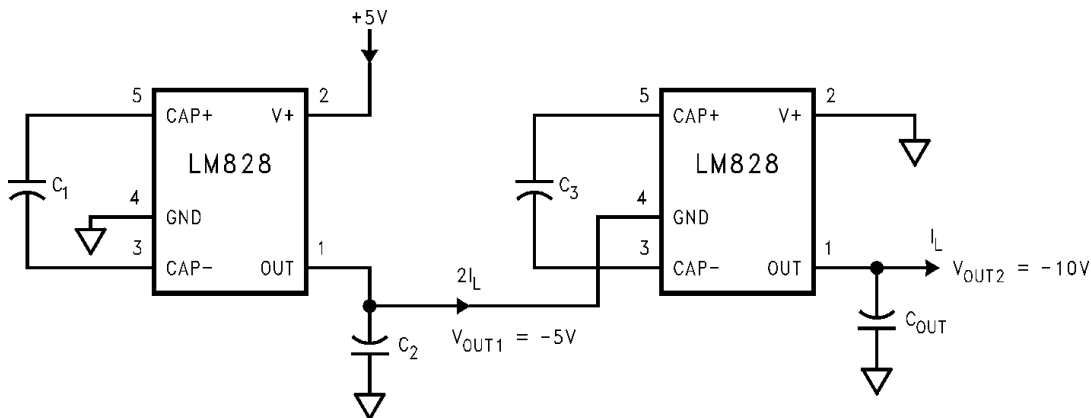 +5V
5
CAP+
V+
2
LM828
C1
4
GND
3
CAP-
OUT
1
2IL
VOUT1 = -5V
C2
5
CAP+
V+
2
LM828
C3
4
GND
3
CAP-
OUT
1
IL
VOUT2 = -10V
COUT